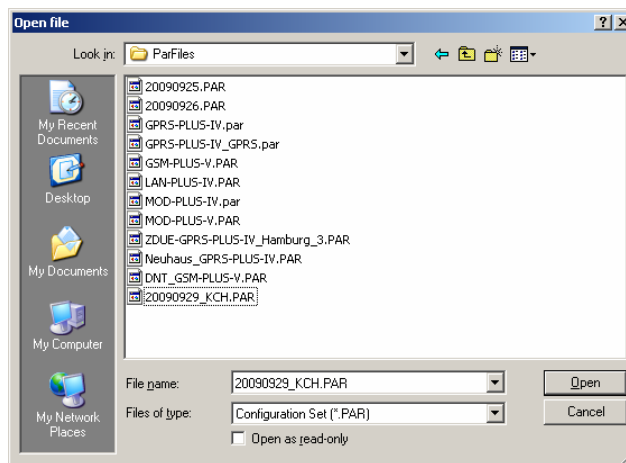 Open file
Look in: ParFiles
My Recent
Documents
Desktop
My Documents
My Computer
My Network
Places
20090925.PAR
20090926.PAR
GPRS-PLUS-IV.par
GPRS-PLUS-IV_GPRS.par
GSM-PLUS-V.PAR
LAN-PLUS-IV.PAR
MOD-PLUS-IV.par
MOD-PLUS-V.PAR
ZDUE-GPRS-PLUS-IV_Hamburg_3.PAR
Neuhaus_GPRS-PLUS-IV.PAR
DNT_GSM-PLUS-V.PAR
20090929_KCH.PAR
File name: 20090929_KCH.PAR Open
Files of type: Configuration Set (*.PAR) Cancel
Open as read-only